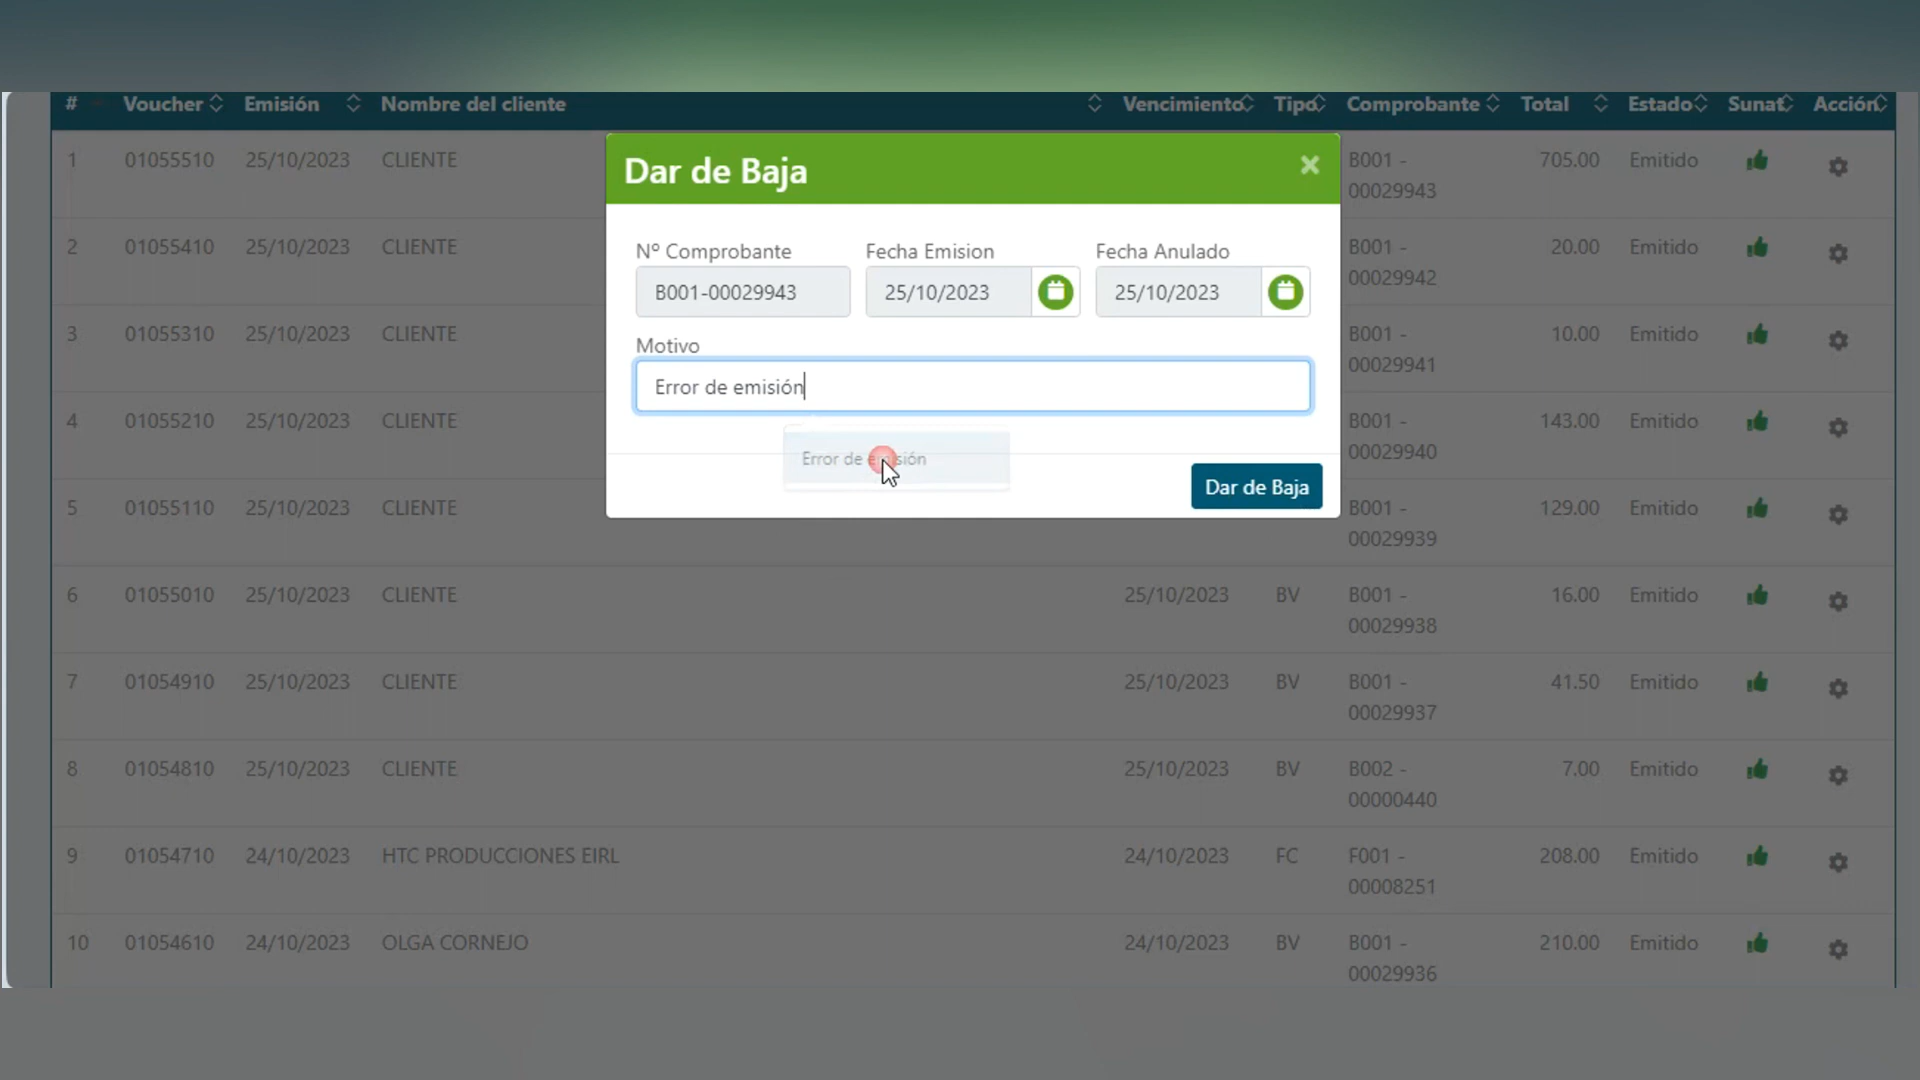 # Voucher Emisión Nombre del cliente Vencimiento Tipo Comprobante Total Estado Sunat Acción
Dar de Baja ×
Nº Comprobante Fecha Emision Fecha Anulado
B001-00029943 25/10/2023 25/10/2023
Motivo
Error de emisión
Error de emisión
Dar de Baja
1 01055510 25/10/2023 CLIENTE B001 - 705.00 Emitido
00029943
2 01055410 25/10/2023 CLIENTE B001 - 20.00 Emitido
00029942
3 01055310 25/10/2023 CLIENTE B001 - 10.00 Emitido
00029941
4 01055210 25/10/2023 CLIENTE B001 - 143.00 Emitido
00029940
5 01055110 25/10/2023 CLIENTE B001 - 129.00 Emitido
00029939
6 01055010 25/10/2023 CLIENTE 25/10/2023 BV B001 - 16.00 Emitido
00029938
7 01054910 25/10/2023 CLIENTE 25/10/2023 BV B001 - 41.50 Emitido
00029937
8 01054810 25/10/2023 CLIENTE 25/10/2023 BV B002 - 7.00 Emitido
00000440
9 01054710 24/10/2023 HTC PRODUCCIONES EIRL 24/10/2023 FC F001 - 208.00 Emitido
00008251
10 01054610 24/10/2023 OLGA CORNEJO 24/10/2023 BV B001 - 210.00 Emitido
00029936